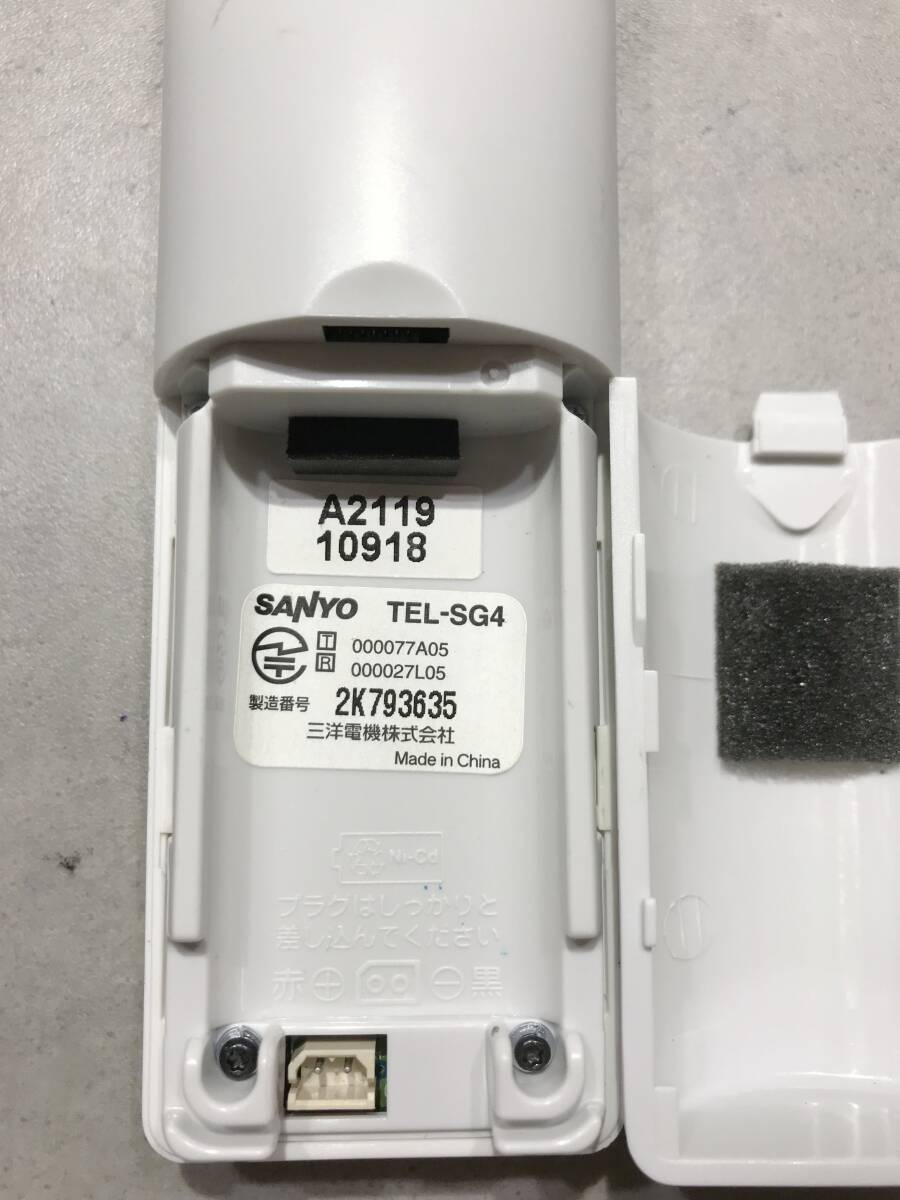 A2119
10918
SANYO TEL-SG4
T 000077A05
R 000027L05
製造番号 2K793635
三洋電機株式会社
Made in China
Ni-Cd
プラグはしっかりと
差し込んでください
赤 ⊕ ⊖ 黒